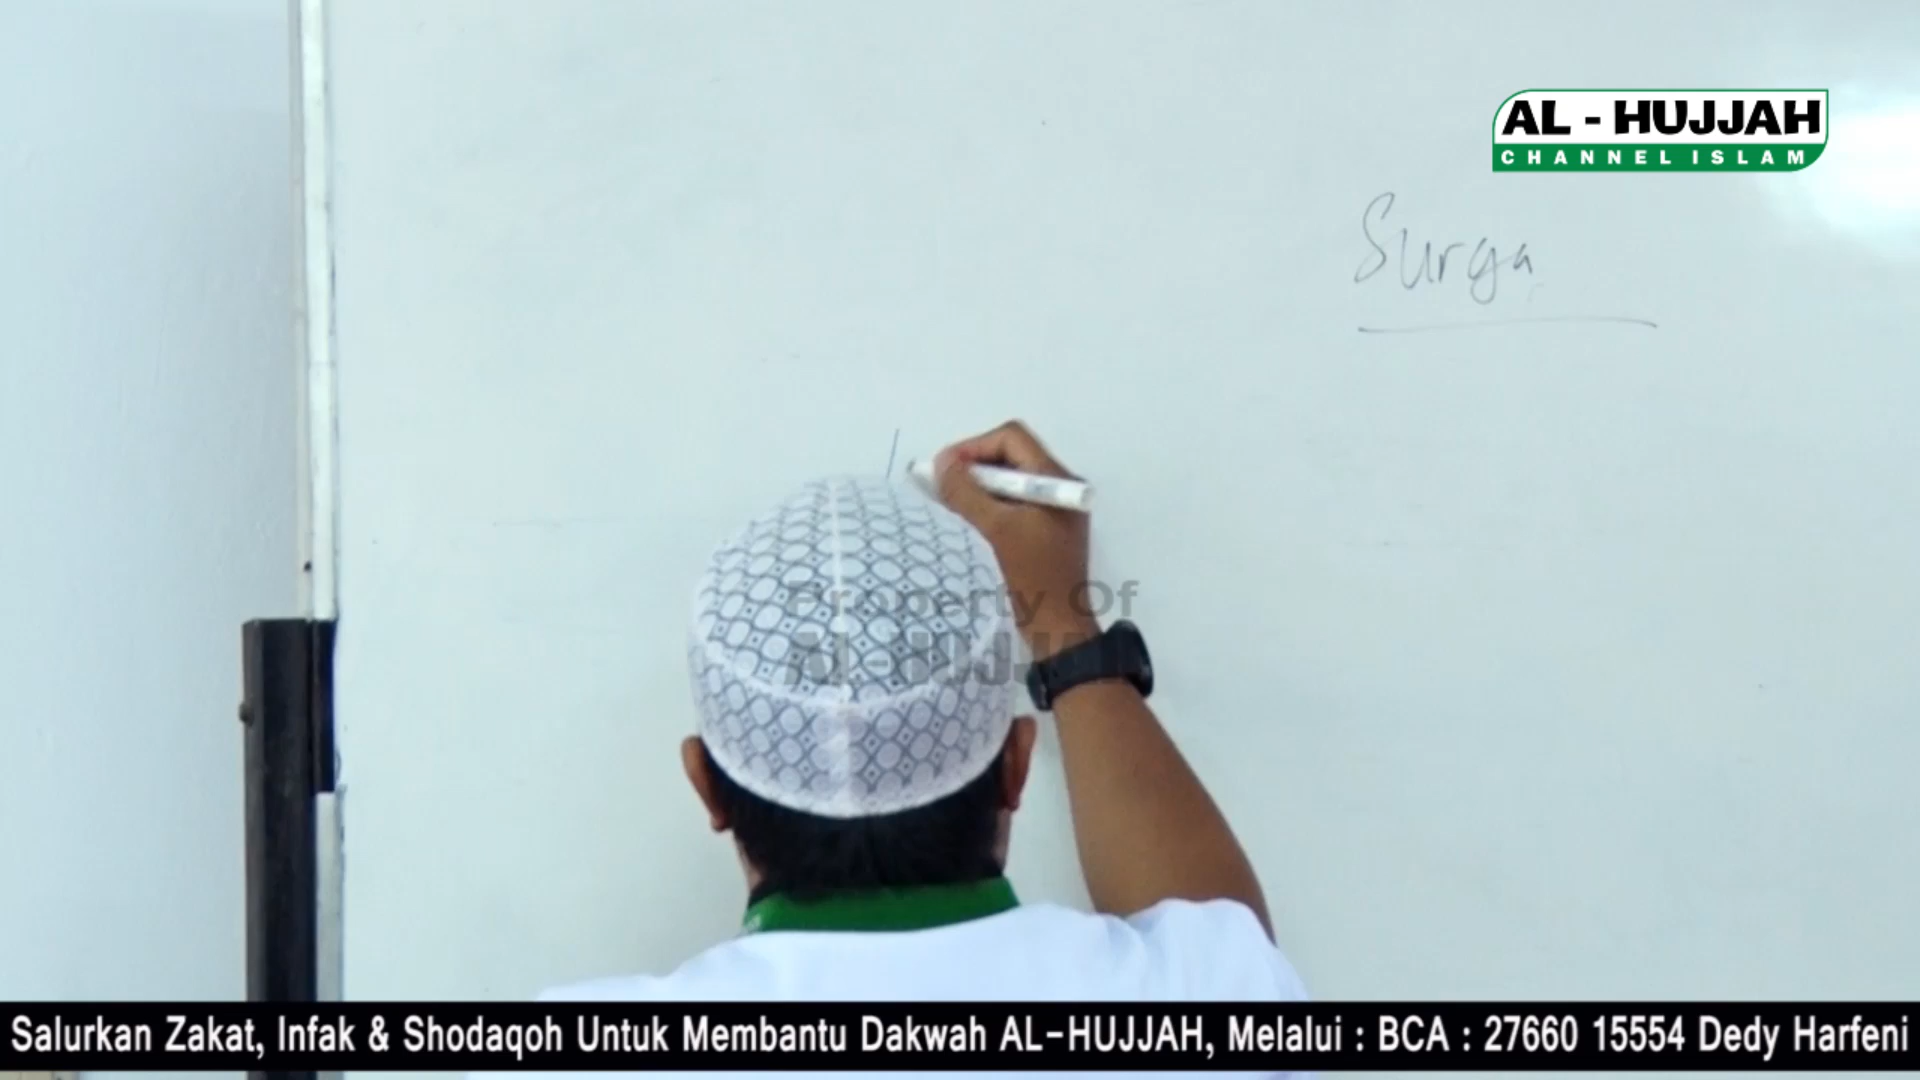 AL - HUJJAH
CHANNEL ISLAM
Surga
Property Of
AL-HUJJAH
Salurkan Zakat, Infak & Shodaqoh Untuk Membantu Dakwah AL-HUJJAH, Melalui : BCA : 27660 15554 Dedy Harfeni